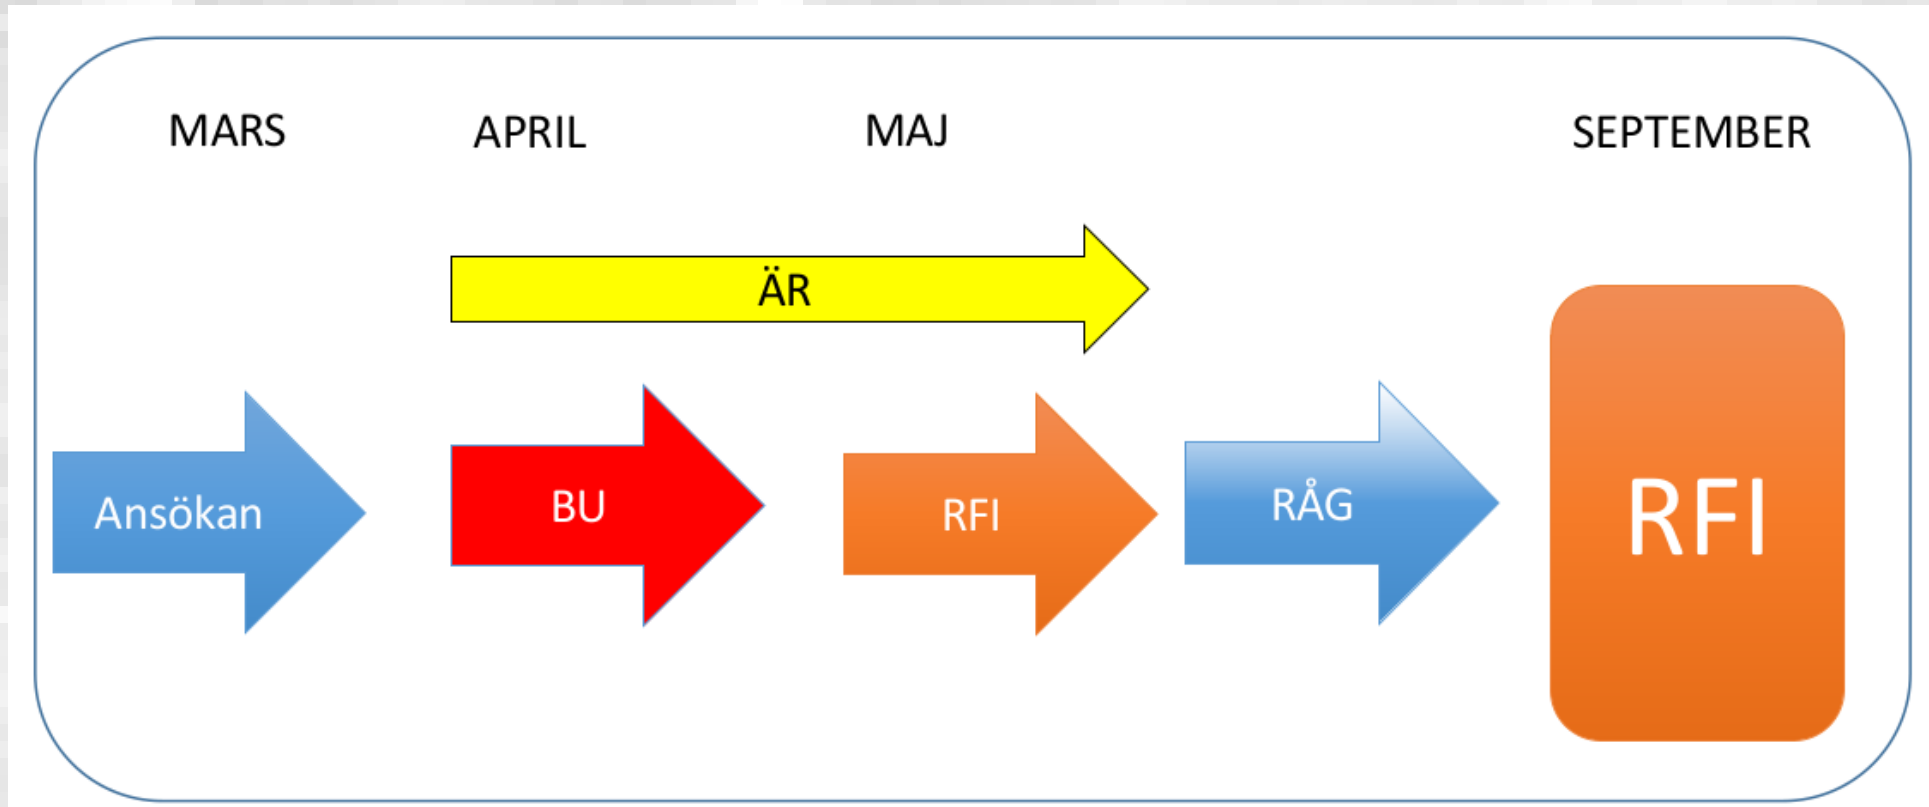 MARS
APRIL
MAJ
SEPTEMBER
ÄR
Ansökan
BU
RFI
RÅG
RFI